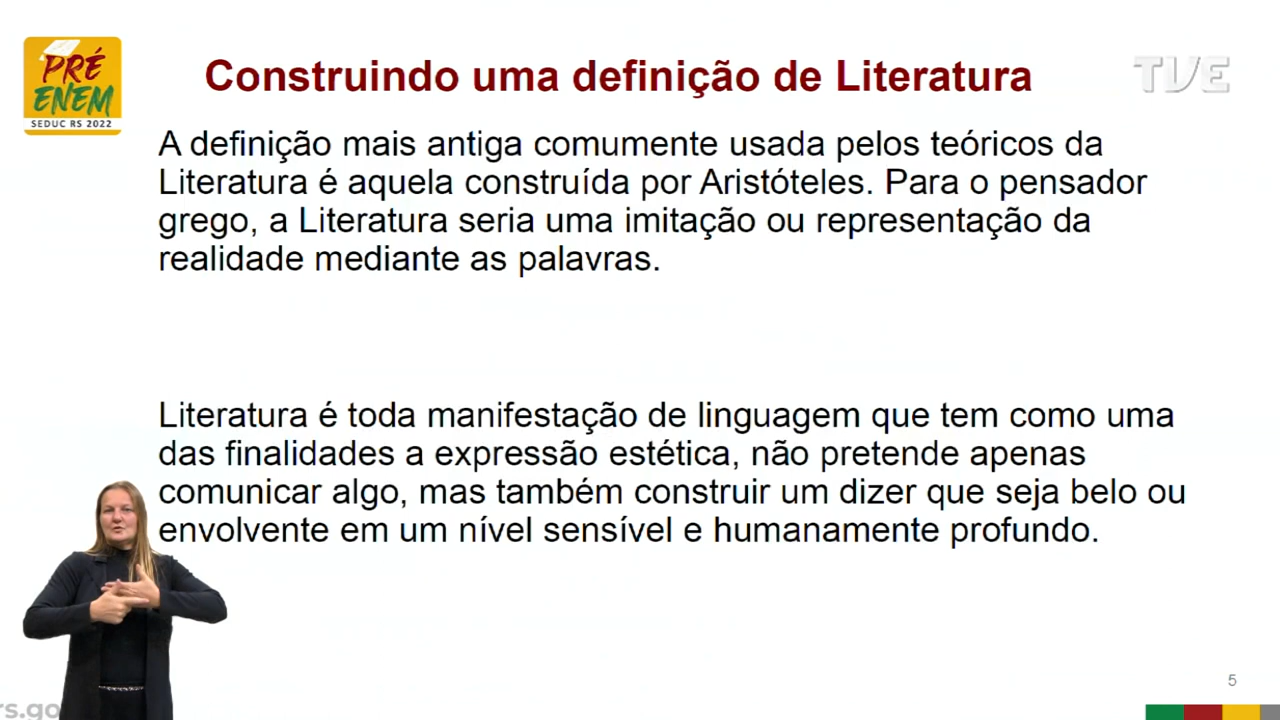 PRÉ
ENEM
SEDUC RS 2022
Construindo uma definição de Literatura
TVE
A definição mais antiga comumente usada pelos teóricos da
Literatura é aquela construída por Aristóteles. Para o pensador
grego, a Literatura seria uma imitação ou representação da
realidade mediante as palavras.
Literatura é toda manifestação de linguagem que tem como uma
das finalidades a expressão estética, não pretende apenas
comunicar algo, mas também construir um dizer que seja belo ou
envolvente em um nível sensível e humanamente profundo.
5
rs.go